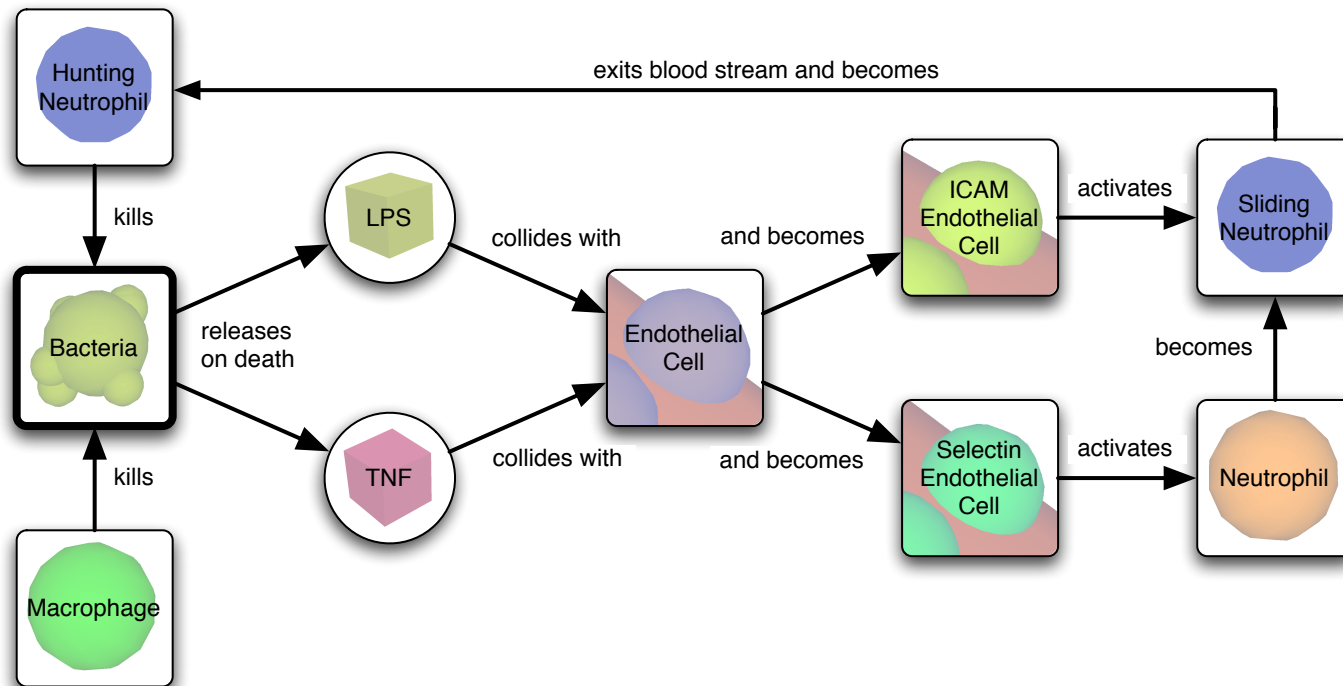 Hunting
Neutrophil
exits blood stream and becomes
kills
LPS
collides with
and becomes
ICAM
Endothelial
Cell
activates
Sliding
Neutrophil
Bacteria
releases
on death
Endothelial
Cell
becomes
kills
TNF
collides with
and becomes
Selectin
Endothelial
Cell
activates
Neutrophil
Macrophage